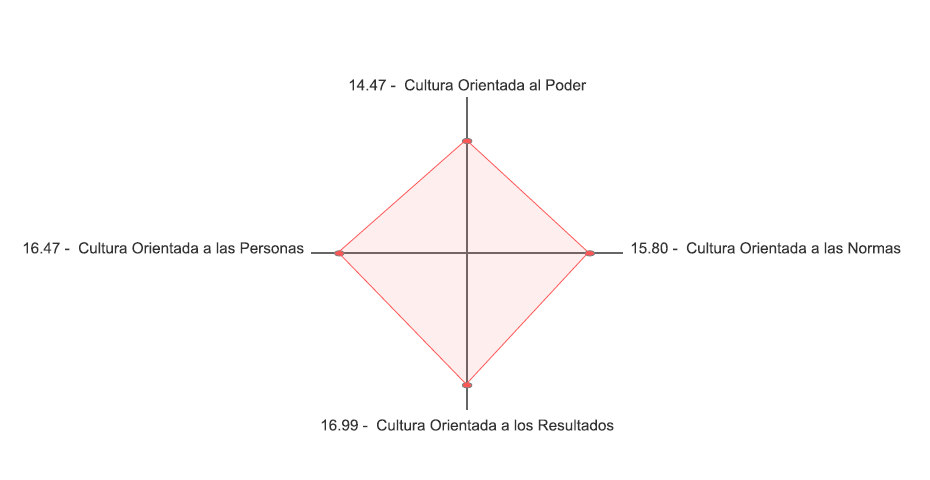 14.47 - Cultura Orientada al Poder
16.47 - Cultura Orientada a las Personas
15.80 - Cultura Orientada a las Normas
16.99 - Cultura Orientada a los Resultados